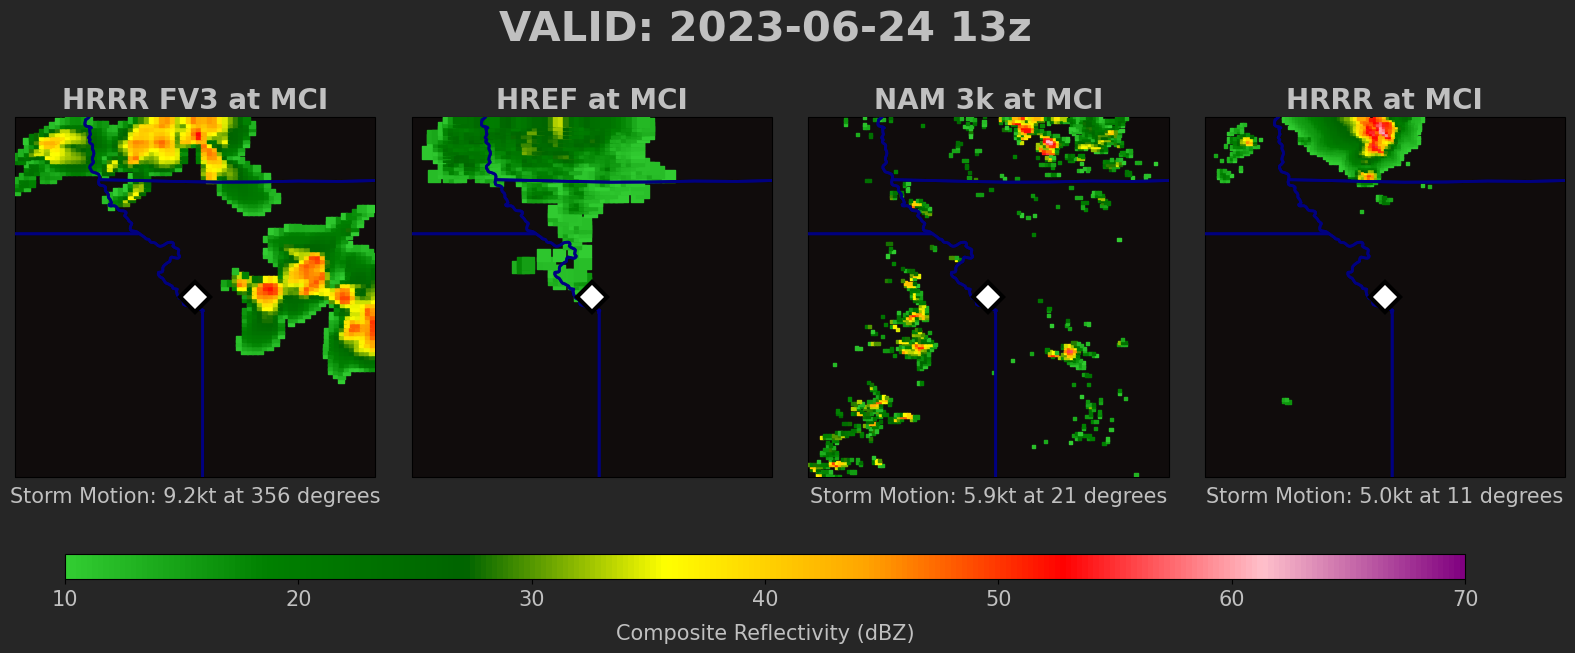 VALID: 2023-06-24 13z
HRRR FV3 at MCI
HREF at MCI
NAM 3k at MCI
HRRR at MCI
Storm Motion: 9.2kt at 356 degrees
Storm Motion: 5.9kt at 21 degrees
Storm Motion: 5.0kt at 11 degrees
10 20 30 40 50 60 70
Composite Reflectivity (dBZ)